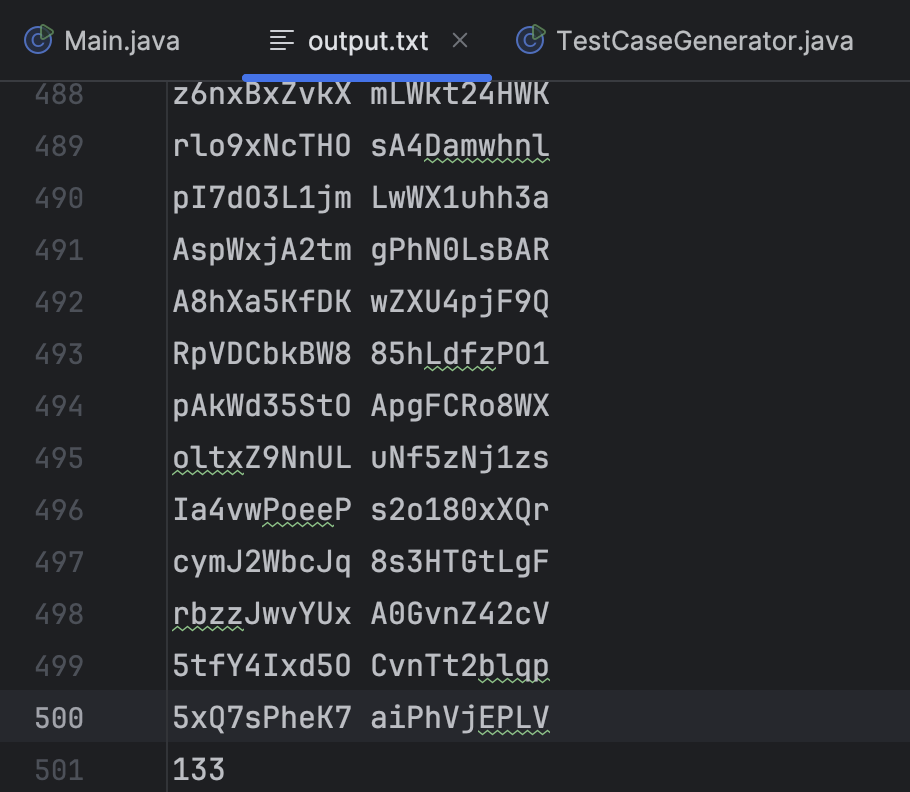 Main.java output.txt TestCaseGenerator.java
488 z6nxBxZvkX mLWkt24HWK
489 rlo9xNcTHO sA4Damwhnl
490 pI7dO3L1jm LwWX1uhh3a
491 AspWxjA2tm gPhN0LsBAR
492 A8hXa5KfDK wZXU4pjF9Q
493 RpVDCbkBW8 85hLdfzPO1
494 pAkWd35StO ApgFCRo8WX
495 oltxZ9NnUL uNf5zNj1zs
496 Ia4vwPoeeP s2o180xXQr
497 cymJ2WbcJq 8s3HTGtLgF
498 rbzzJwvYUx A0GvnZ42cV
499 5tfY4Ixd5O CvnTt2blqp
500 5xQ7sPheK7 aiPhVjEPLV
501 133